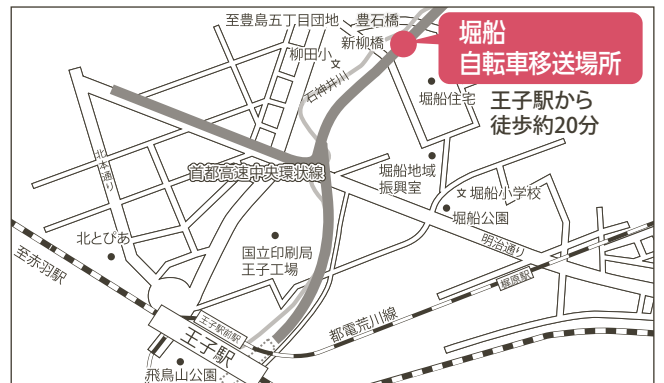 至豊島五丁目団地
豊石橋
新柳橋
柳田小
文
石神井川
堀船
自転車移送場所
堀船住宅
王子駅から
徒歩約20分
北本通り
首都高速中央環状線
堀船地域
振興室
文 堀船小学校
堀船公園
北とぴあ
国立印刷局
王子工場
明治通り
至赤羽駅
梶原駅
王子駅前駅
都電荒川線
王子駅
飛鳥山公園